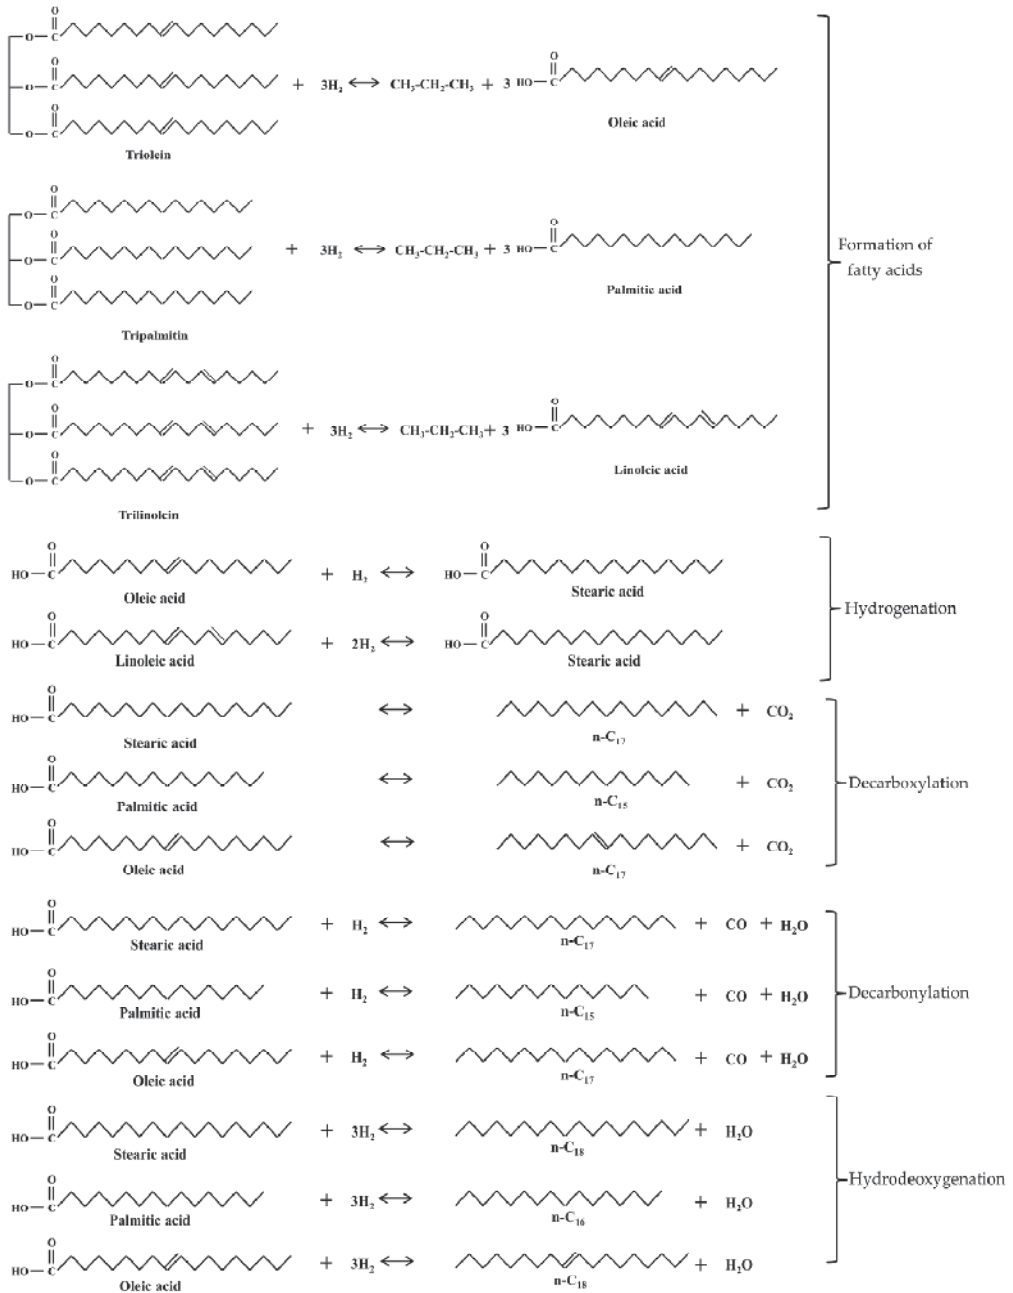 O
O — C
O
O — C + 3H₂ ⟷ CH₃-CH₂-CH₃ + 3 HO — C
O
O
O — C
Oleic acid
Triolein
O
O — C
O
O — C + 3H₂ ⟷ CH₃-CH₂-CH₃ + 3 HO — C
O
O
O — C
Palmitic acid
Tripalmitin
Formation of
fatty acids
O
O — C
O
O — C + 3H₂ ⟷ CH₃-CH₂-CH₃ + 3 HO — C
O
O
O — C
Linoleic acid
Trilinolein
O
HO — C + H₂ ⟷ HO — C
O
Oleic acid
Stearic acid
O
HO — C + 2H₂ ⟷ HO — C
O
Linoleic acid
Stearic acid
Hydrogenation
O
HO — C ⟷ + CO₂
Stearic acid
n-C₁₇
O
HO — C ⟷ + CO₂
Palmitic acid
n-C₁₅
O
HO — C ⟷ + CO₂
Oleic acid
n-C₁₇
Decarboxylation
O
HO — C + H₂ ⟷ + CO + H₂O
Stearic acid
n-C₁₇
O
HO — C + H₂ ⟷ + CO + H₂O
Palmitic acid
n-C₁₅
O
HO — C + H₂ ⟷ + CO + H₂O
Oleic acid
n-C₁₇
Decarbonylation
O
HO — C + 3H₂ ⟷ + H₂O
Stearic acid
n-C₁₈
O
HO — C + 3H₂ ⟷ + H₂O
Palmitic acid
n-C₁₆
O
HO — C + 3H₂ ⟷ + H₂O
Oleic acid
n-C₁₈
Hydrodeoxygenation